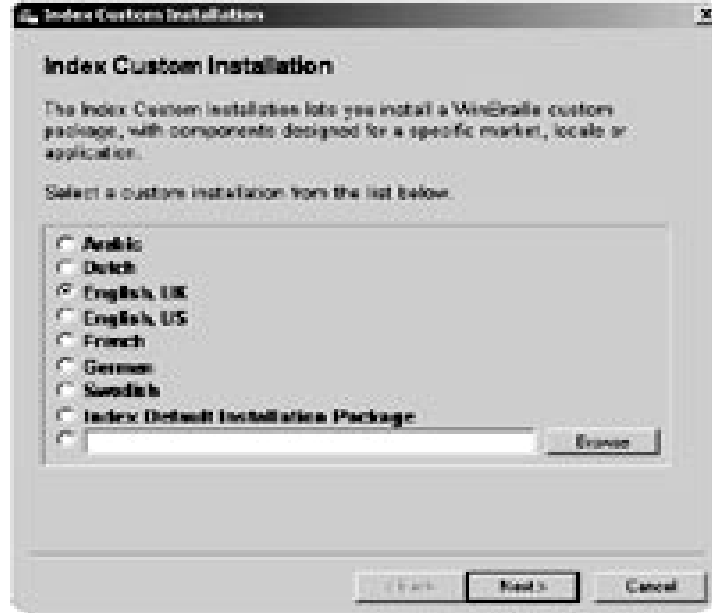 Index Custom Installation
Index Custom Installation
The Index Custom Installation lets you install a WinBraille custom
package, with components designed for a specific market, locale or
application.
Select a custom installation from the list below.
Arabic
Dutch
English, UK
English, US
French
German
Swedish
Index Default Installation Package
Browse
< Back
Next >
Cancel